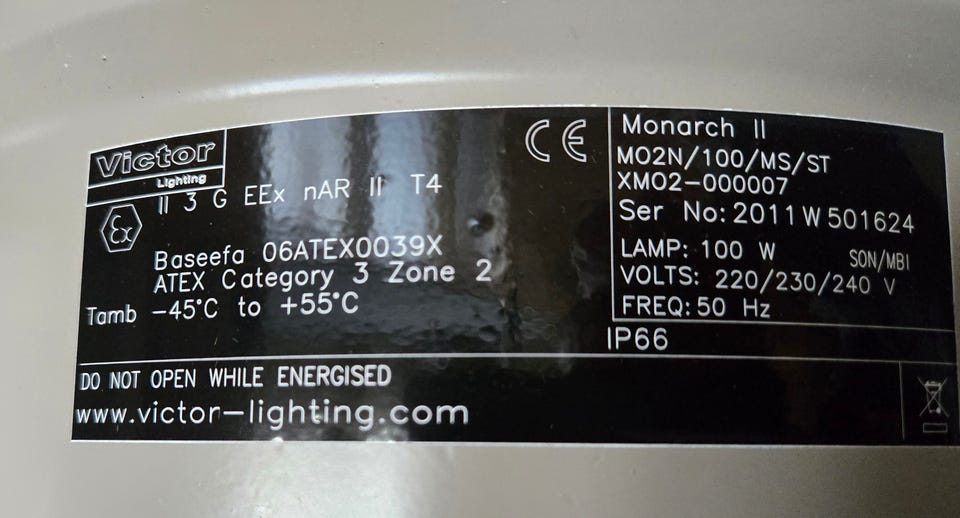 Victor
Lighting
CE
II 3 G EEx nAR II T4
Ex
Baseefa 06ATEX0039X
ATEX Category 3 Zone 2
Tamb -45°C to +55°C
Monarch II
MO2N/100/MS/ST
XMO2-000007
Ser No: 2011W501624
LAMP: 100 W SON/MBI
VOLTS: 220/230/240 V
FREQ: 50 Hz
IP66
DO NOT OPEN WHILE ENERGISED
www.victor-lighting.com